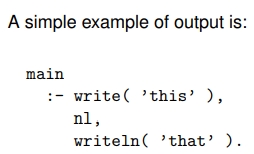 A simple example of output is:
main
:- write( ’this’ ),
nl,
writeln( ’that’ ).